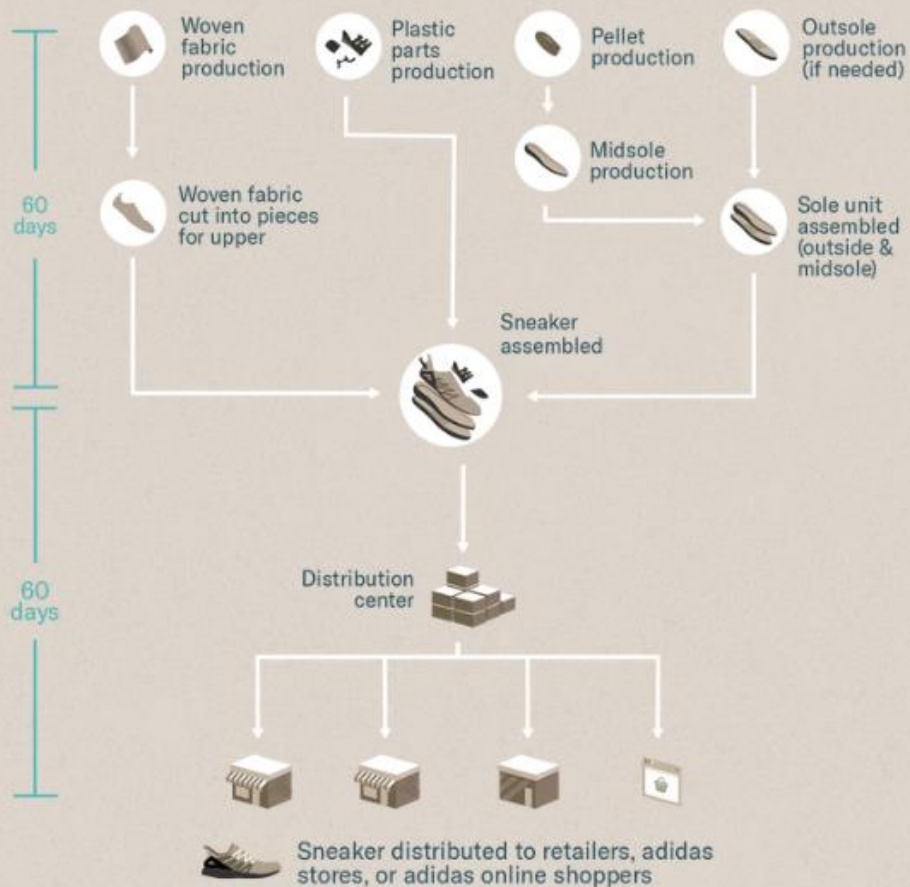 Woven
fabric
production
Plastic
parts
production
Pellet
production
Outsole
production
(if needed)
Midsole
production
60
days
Woven fabric
cut into pieces
for upper
Sole unit
assembled
(outside &
midsole)
Sneaker
assembled
60
days
Distribution
center
Sneaker distributed to retailers, adidas
stores, or adidas online shoppers